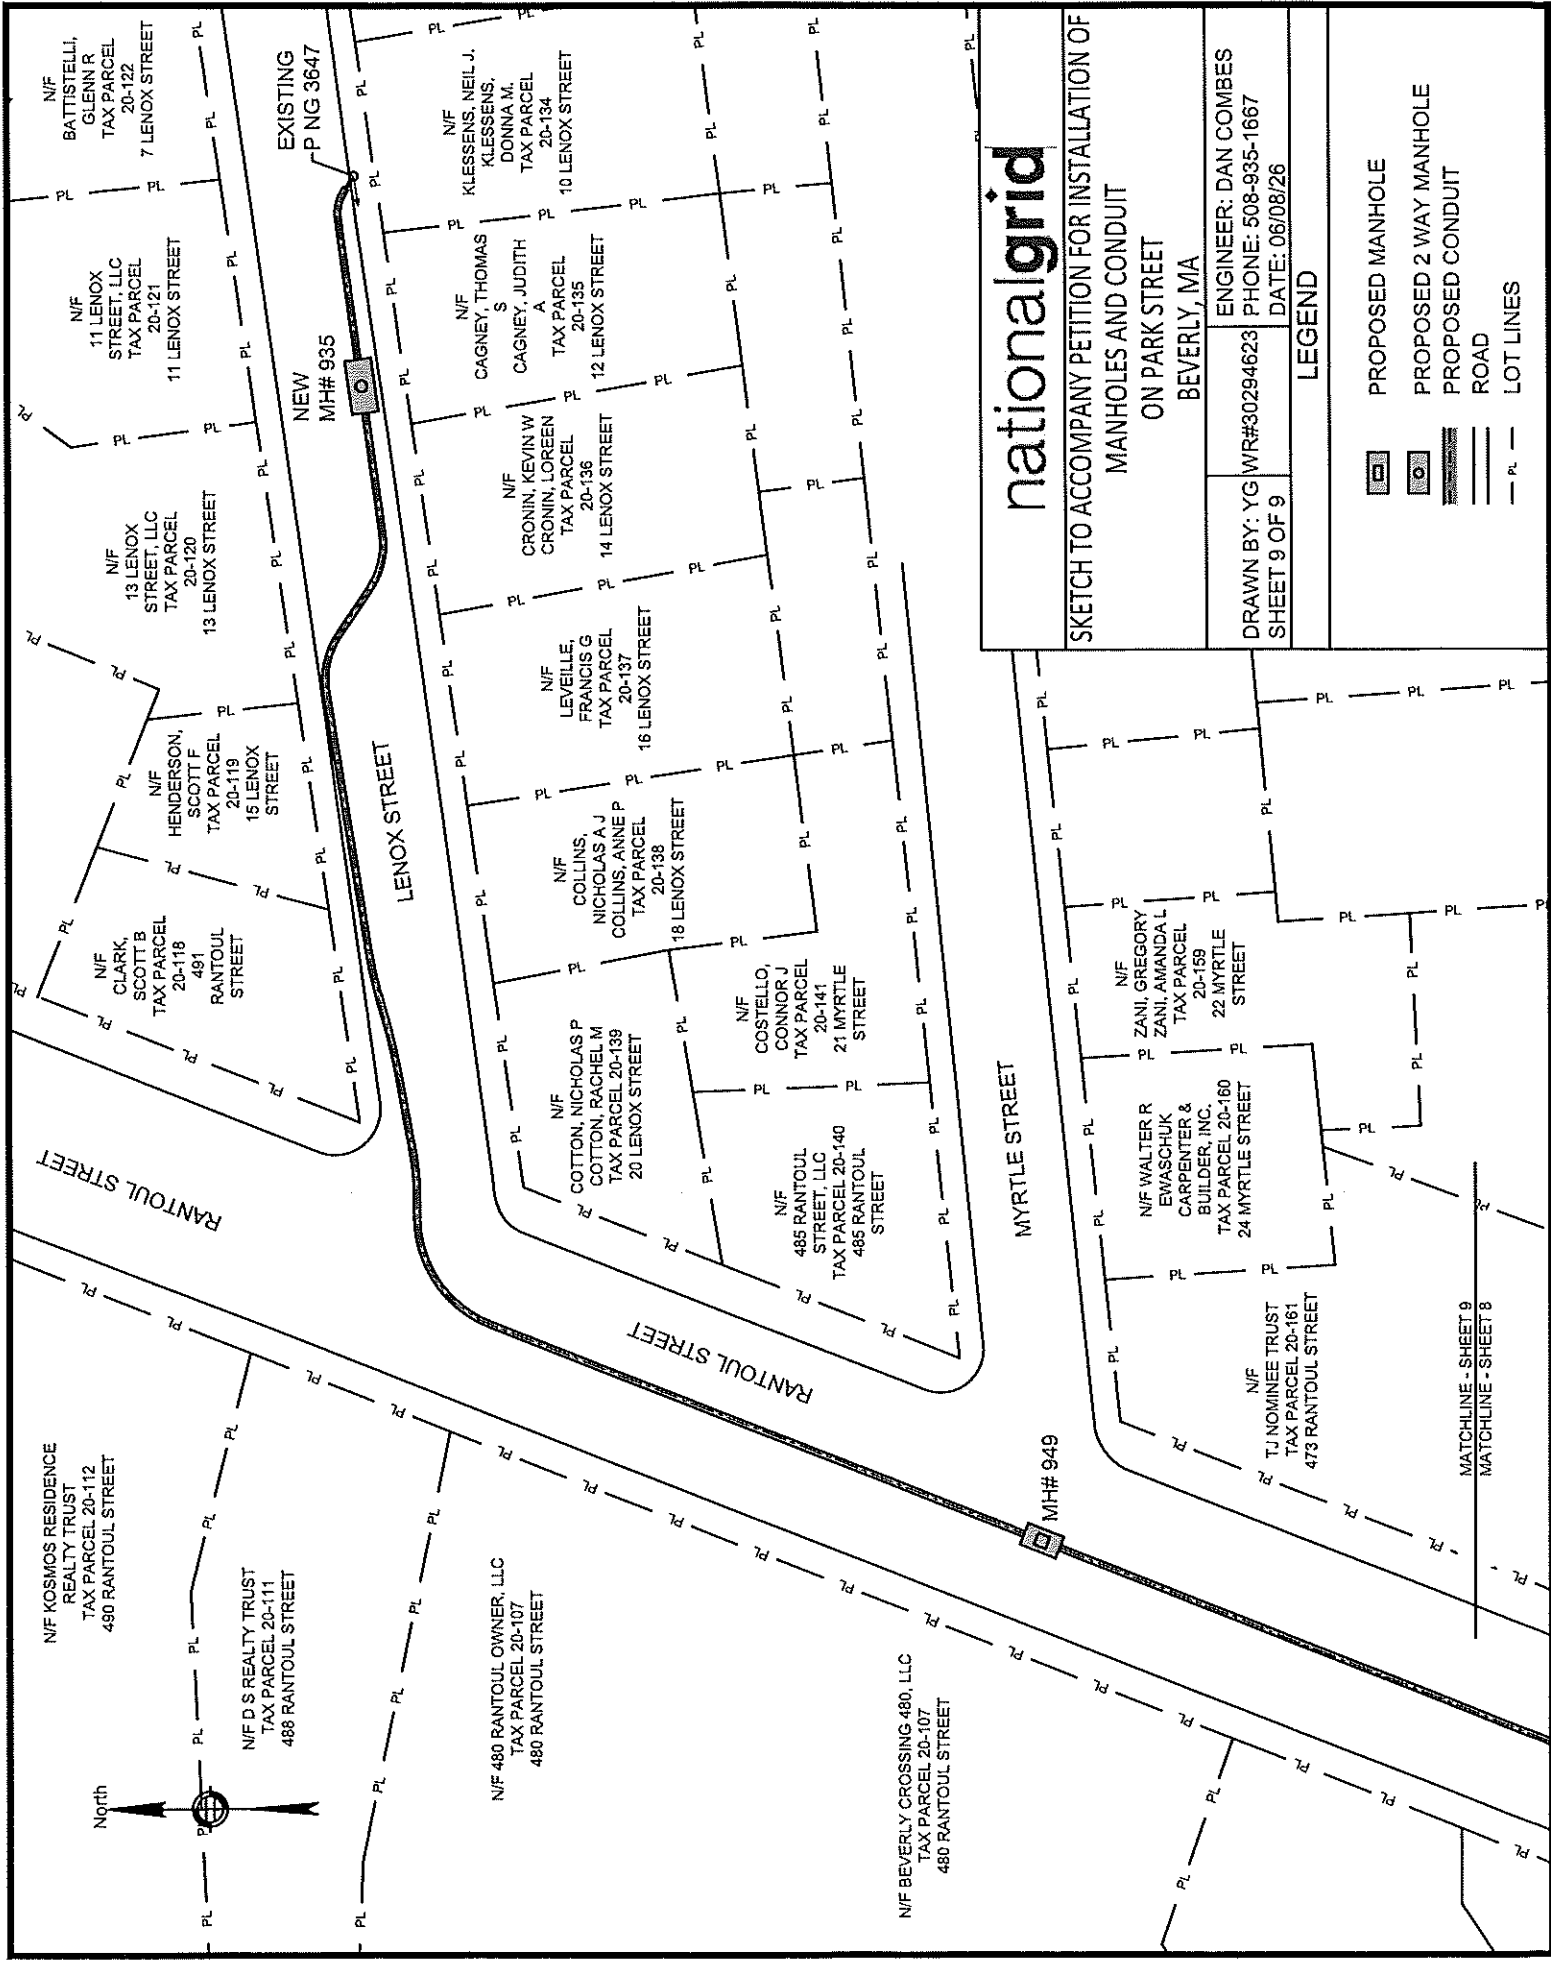 North
N/F KOSMOS RESIDENCE
REALTY TRUST
TAX PARCEL 20-112
490 RANTOUL STREET
N/F D S REALTY TRUST
TAX PARCEL 20-111
488 RANTOUL STREET
N/F 480 RANTOUL OWNER, LLC
TAX PARCEL 20-107
480 RANTOUL STREET
N/F BEVERLY CROSSING 480, LLC
TAX PARCEL 20-107
480 RANTOUL STREET
RANTOUL STREET
RANTOUL STREET
LENOX STREET
MYRTLE STREET
N/F
CLARK,
SCOTT B
TAX PARCEL
20-118
491
RANTOUL
STREET
N/F
HENDERSON,
SCOTT F
TAX PARCEL
20-119
15 LENOX
STREET
N/F
13 LENOX
STREET, LLC
TAX PARCEL
20-120
13 LENOX STREET
N/F
11 LENOX
STREET, LLC
TAX PARCEL
20-121
11 LENOX STREET
N/F
BATTISTELLI,
GLENN R
TAX PARCEL
20-122
7 LENOX STREET
NEW
MH# 935
EXISTING
P NG 3647
N/F
COTTON, NICHOLAS P
COTTON, RACHEL M
TAX PARCEL 20-139
20 LENOX STREET
N/F
COLLINS,
NICHOLAS A J
COLLINS, ANNE P
TAX PARCEL
20-138
18 LENOX STREET
N/F
LEVEILLE,
FRANCIS G
TAX PARCEL
20-137
16 LENOX STREET
N/F
CRONIN, KEVIN W
CRONIN, LOREEN
TAX PARCEL
20-136
14 LENOX STREET
N/F
CAGNEY, THOMAS
S
CAGNEY, JUDITH
A
TAX PARCEL
20-135
12 LENOX STREET
N/F
KLESSENS, NEIL J.
KLESSENS,
DONNA M.
TAX PARCEL
20-134
10 LENOX STREET
N/F
485 RANTOUL
STREET, LLC
TAX PARCEL 20-140
485 RANTOUL
STREET
N/F
COSTELLO,
CONNOR J
TAX PARCEL
20-141
21 MYRTLE
STREET
MH# 949
N/F
TJ NOMINEE TRUST
TAX PARCEL 20-161
473 RANTOUL STREET
N/F WALTER R
EWASCHUK
CARPENTER &
BUILDER, INC.
TAX PARCEL 20-160
24 MYRTLE STREET
N/F
ZANI, GREGORY
ZANI, AMANDA L
TAX PARCEL
20-159
22 MYRTLE
STREET
MATCHLINE - SHEET 9
MATCHLINE - SHEET 8
nationalgrid
SKETCH TO ACCOMPANY PETITION FOR INSTALLATION OF
MANHOLES AND CONDUIT
ON PARK STREET
BEVERLY, MA
DRAWN BY: YG WR#30294623 ENGINEER: DAN COMBES
PHONE: 508-935-1667
SHEET 9 OF 9 DATE: 06/08/26
LEGEND
PROPOSED MANHOLE
PROPOSED 2 WAY MANHOLE
PROPOSED CONDUIT
ROAD
PL LOT LINES